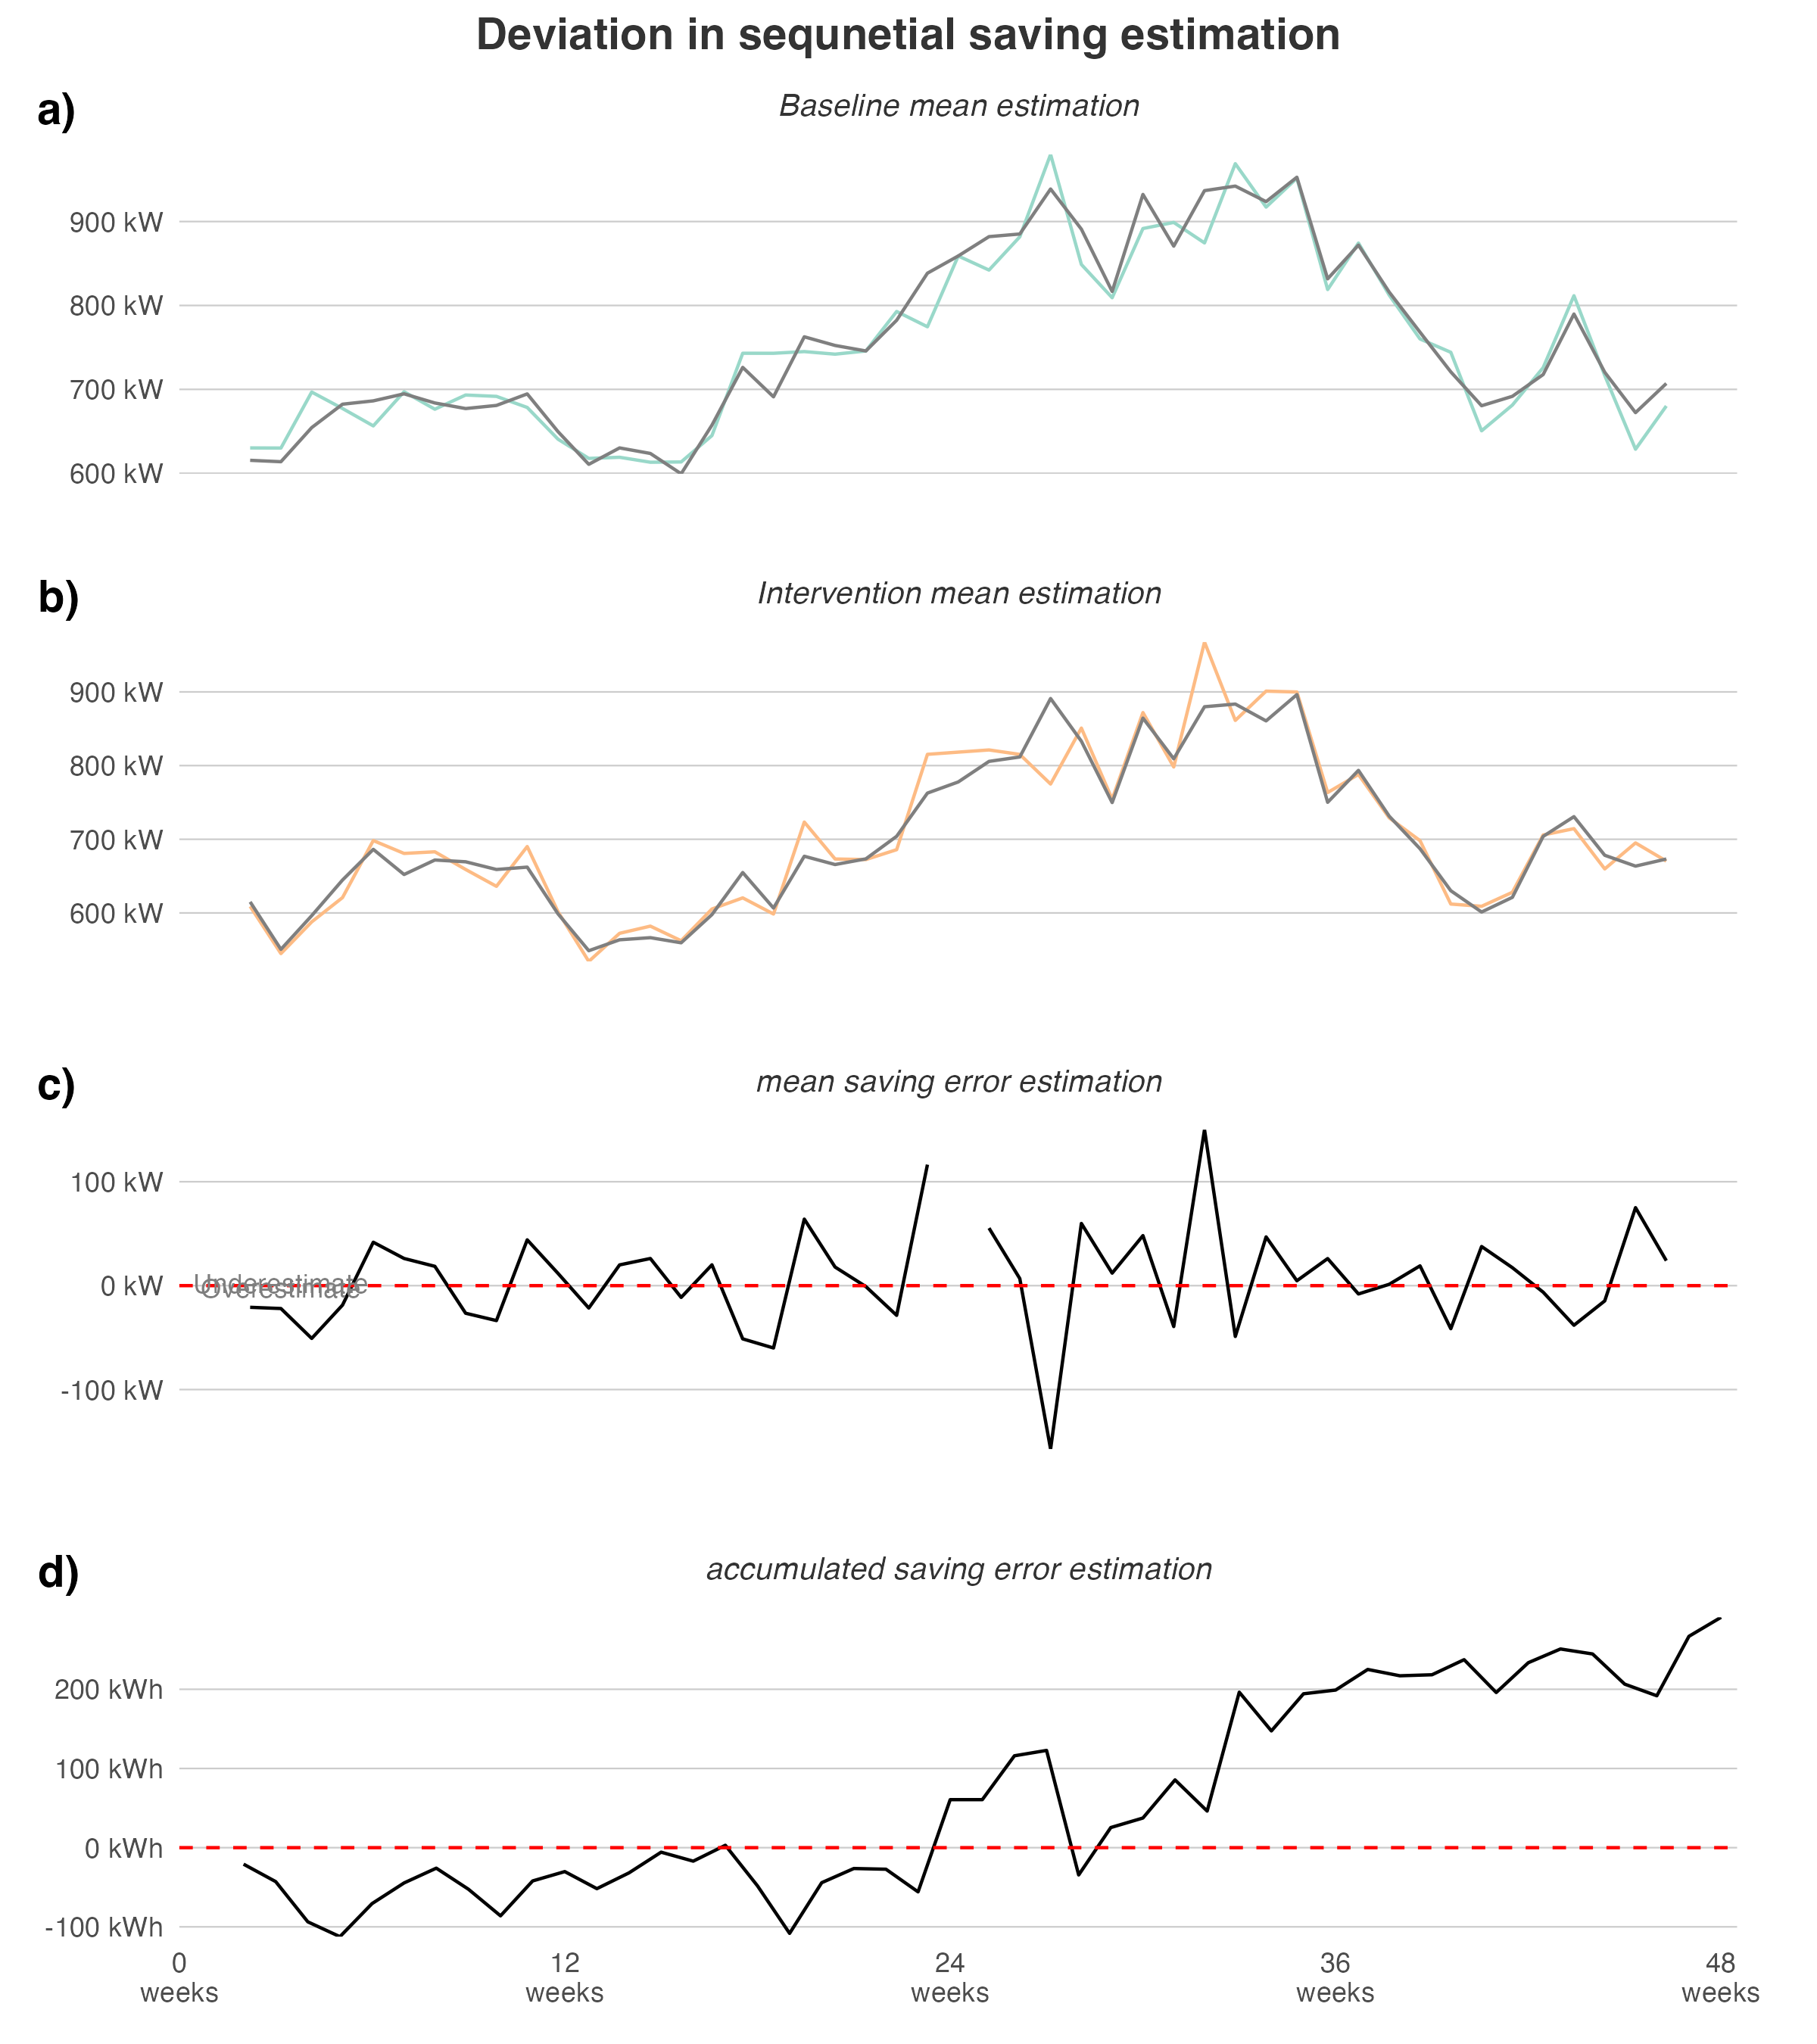 Deviation in sequnetial saving estimation
a)
Baseline mean estimation
900 kW
800 kW
700 kW
600 kW
b)
Intervention mean estimation
900 kW
800 kW
700 kW
600 kW
c)
mean saving error estimation
100 kW
Underestimate
0 kW
Overestimate
-100 kW
d)
accumulated saving error estimation
200 kWh
100 kWh
0 kWh
-100 kWh
0 12 24 36 48
weeks weeks weeks weeks weeks